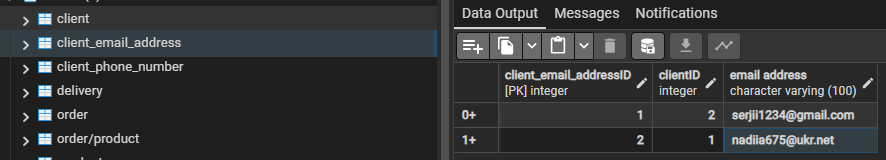 client
client_email_address
client_phone_number
delivery
order
order/product
Data Output Messages Notifications
client_email_addressID clientID email address
[PK] integer integer character varying (100)
0+ 1 2 serjii1234@gmail.com
1+ 2 1 nadiia675@ukr.net